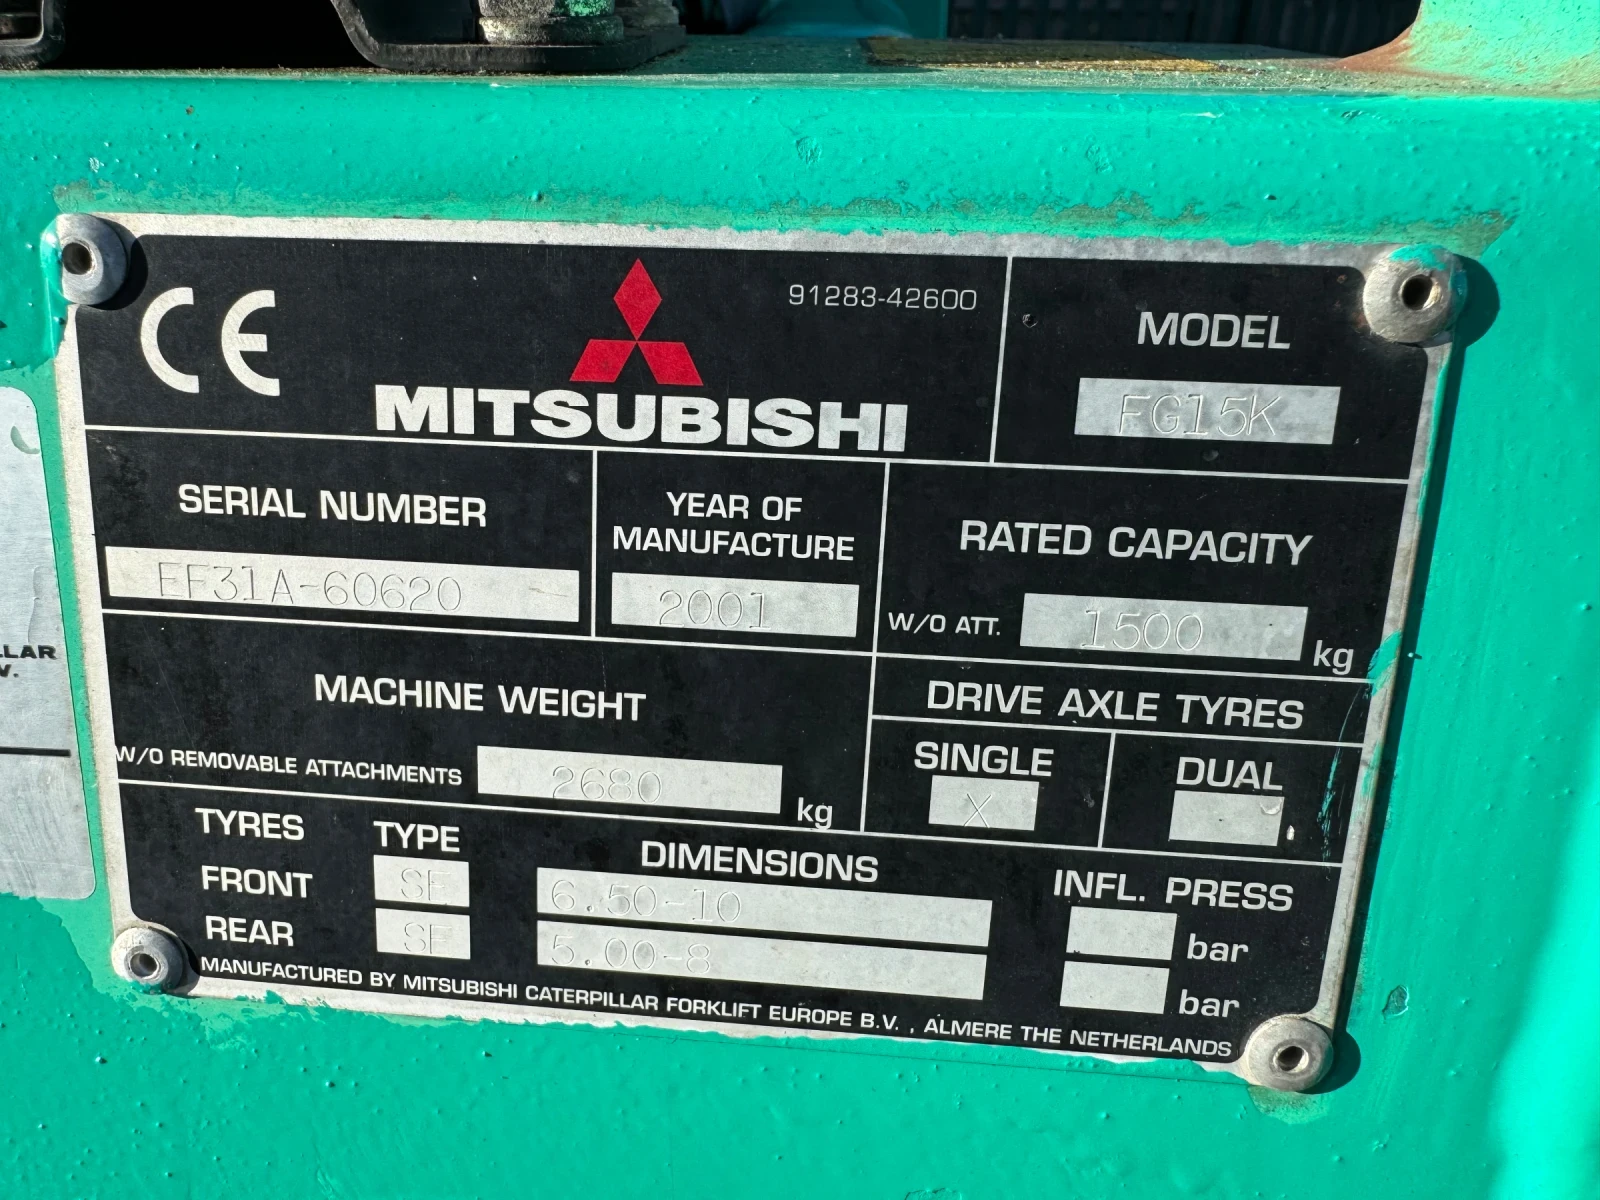 CE
91283-42600
MITSUBISHI
MODEL
FG15K
SERIAL NUMBER
EF31A-60620
YEAR OF
MANUFACTURE
2001
RATED CAPACITY
W/O ATT. 1500 kg
MACHINE WEIGHT
W/O REMOVABLE ATTACHMENTS 2680 kg
DRIVE AXLE TYRES
SINGLE DUAL
X
TYRES TYPE DIMENSIONS INFL. PRESS
FRONT SE 6.50-10 bar
REAR SE 5.00-8 bar
MANUFACTURED BY MITSUBISHI CATERPILLAR FORKLIFT EUROPE B.V. , ALMERE THE NETHERLANDS
LLAR
V.